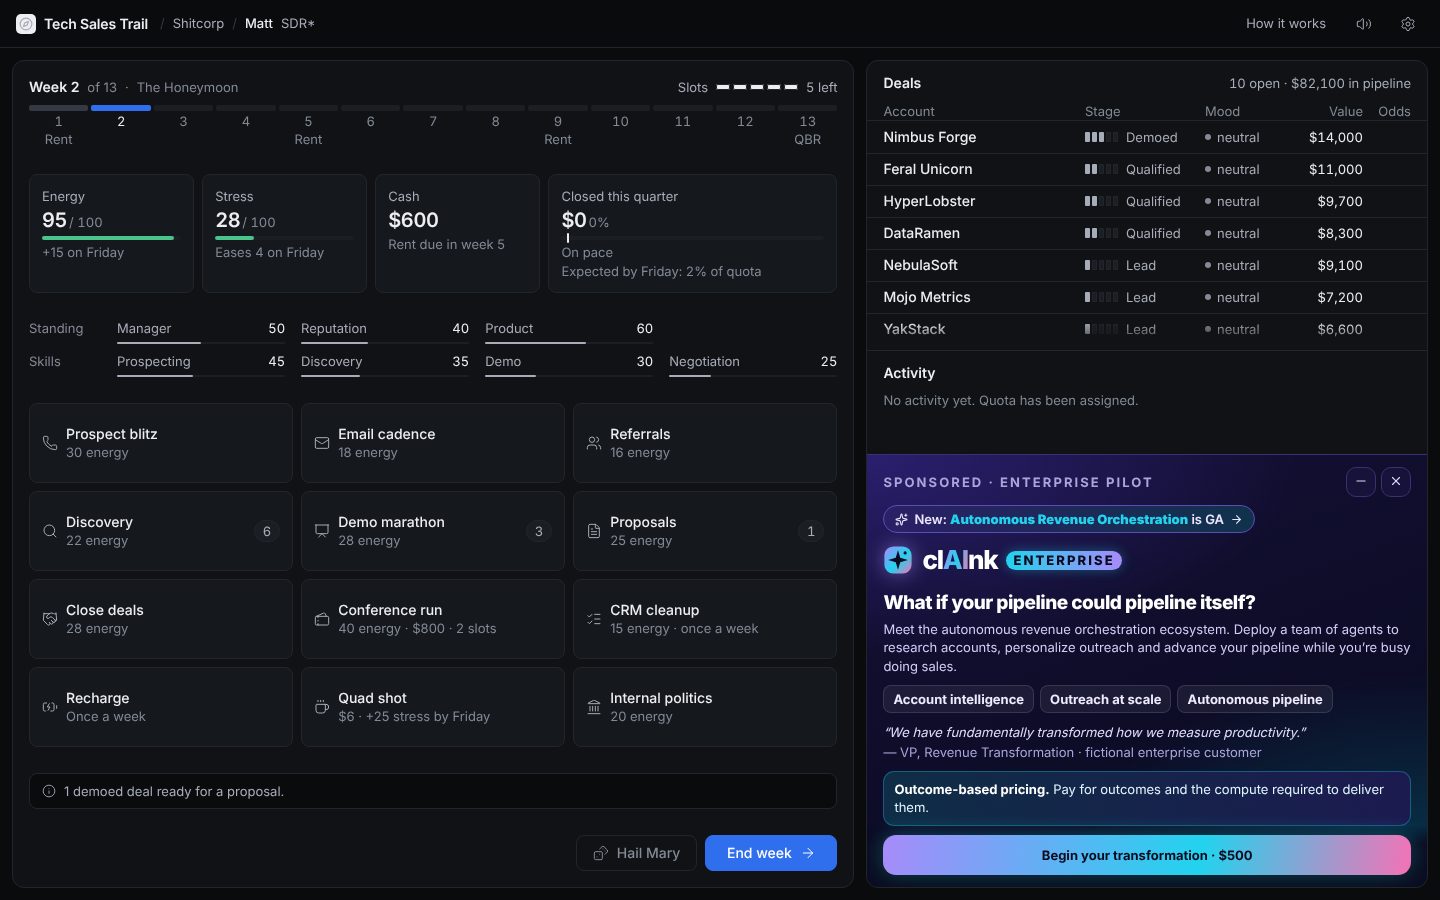 Tech Sales Trail / Shitcorp / Matt SDR*
How it works
Week 2 of 13 · The Honeymoon
Slots 5 left
1 2 3 4 5 6 7 8 9 10 11 12 13
Rent Rent Rent QBR
Energy
95 / 100
+15 on Friday
Stress
28 / 100
Eases 4 on Friday
Cash
$600
Rent due in week 5
Closed this quarter
$0 0%
On pace
Expected by Friday: 2% of quota
Standing Manager 50 Reputation 40 Product 60
Skills Prospecting 45 Discovery 35 Demo 30 Negotiation 25
Prospect blitz
30 energy
Email cadence
18 energy
Referrals
16 energy
Discovery
22 energy
6
Demo marathon
28 energy
3
Proposals
25 energy
1
Close deals
28 energy
Conference run
40 energy · $800 · 2 slots
CRM cleanup
15 energy · once a week
Recharge
Once a week
Quad shot
$6 · +25 stress by Friday
Internal politics
20 energy
1 demoed deal ready for a proposal.
Hail Mary
End week →
Deals
10 open · $82,100 in pipeline
Account Stage Mood Value Odds
Nimbus Forge Demoed neutral $14,000
Feral Unicorn Qualified neutral $11,000
HyperLobster Qualified neutral $9,700
DataRamen Qualified neutral $8,300
NebulaSoft Lead neutral $9,100
Mojo Metrics Lead neutral $7,200
YakStack Lead neutral $6,600
Activity
No activity yet. Quota has been assigned.
SPONSORED · ENTERPRISE PILOT
New: Autonomous Revenue Orchestration is GA →
clAInk ENTERPRISE
What if your pipeline could pipeline itself?
Meet the autonomous revenue orchestration ecosystem. Deploy a team of agents to
research accounts, personalize outreach and advance your pipeline while you’re busy
doing sales.
Account intelligence
Outreach at scale
Autonomous pipeline
“We have fundamentally transformed how we measure productivity.”
— VP, Revenue Transformation · fictional enterprise customer
Outcome-based pricing. Pay for outcomes and the compute required to deliver
them.
Begin your transformation · $500